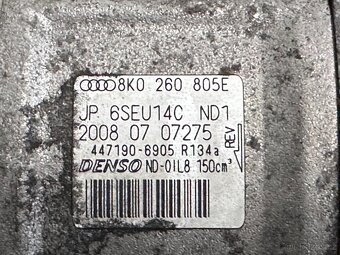 8K0 260 805E
JP 6SEU14C ND1
2008 07 07275
REV
447190-6905 R134a
DENSO ND-OIL8 150cm³